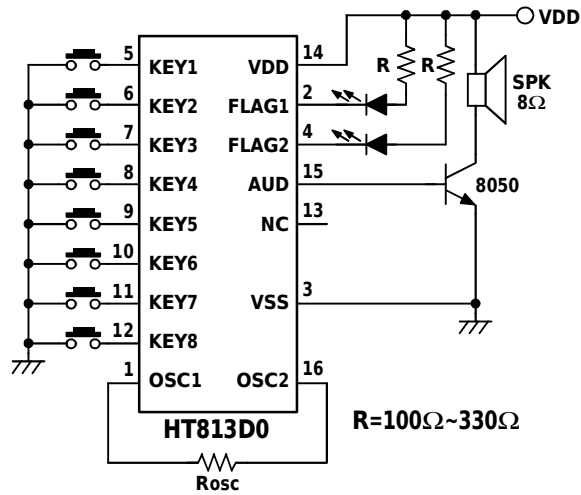 VDD
5 KEY1 VDD 14
R R
SPK
8Ω
6 KEY2 FLAG1 2
7 KEY3 FLAG2 4
8 KEY4 AUD 15
8050
9 KEY5 NC 13
10 KEY6
11 KEY7 VSS 3
12 KEY8
1 OSC1 OSC2 16
HT813D0
R=100Ω~330Ω
Rosc